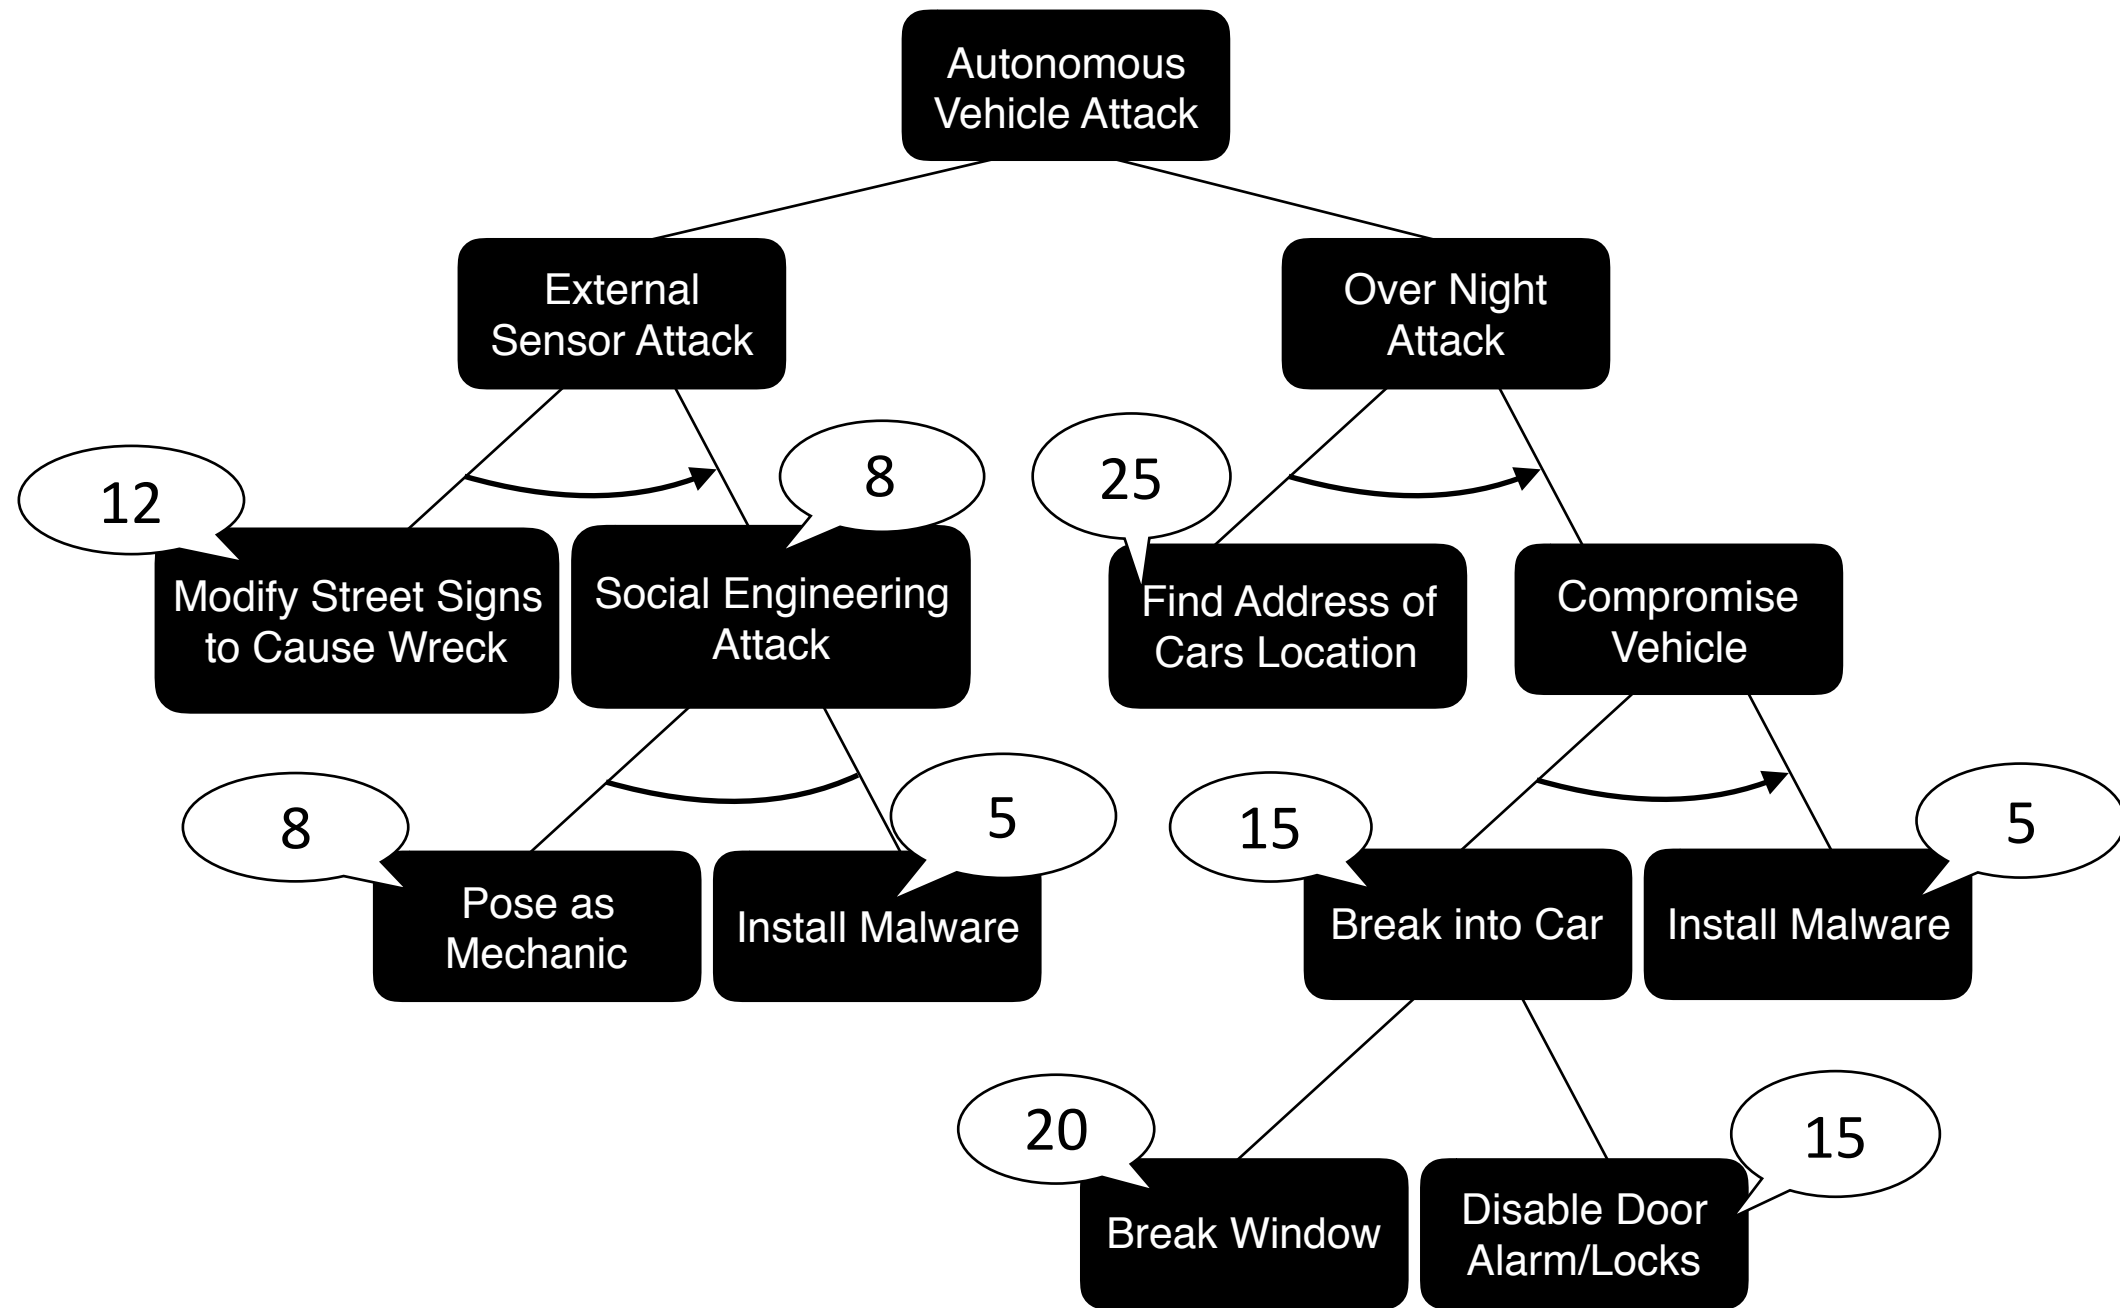 Autonomous
Vehicle Attack
External
Sensor Attack
Over Night
Attack
12
8
25
Modify Street Signs
to Cause Wreck
Social Engineering
Attack
Find Address of
Cars Location
Compromise
Vehicle
8
5
15
5
Pose as
Mechanic
Install Malware
Break into Car
Install Malware
20
15
Break Window
Disable Door
Alarm/Locks